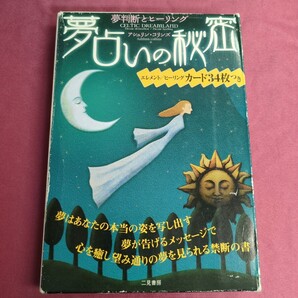 夢判断とヒーリング
CELTIC DREAMLAND
アシュリン・コリンズ
夢占いの秘密
エレメント/ヒーリング カード34枚つき
夢はあなたの本当の姿を写し出す
夢が告げるメッセージで
心を癒し望み通りの夢を見られる禁断の書
二見書房